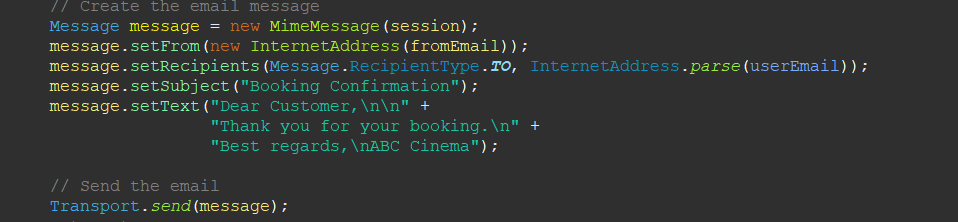 // Create the email message
Message message = new MimeMessage(session);
message.setFrom(new InternetAddress(fromEmail));
message.setRecipients(Message.RecipientType.TO, InternetAddress.parse(userEmail));
message.setSubject("Booking Confirmation");
message.setText("Dear Customer,\n\n" +
"Thank you for your booking.\n" +
"Best regards,\nABC Cinema");
// Send the email
Transport.send(message);